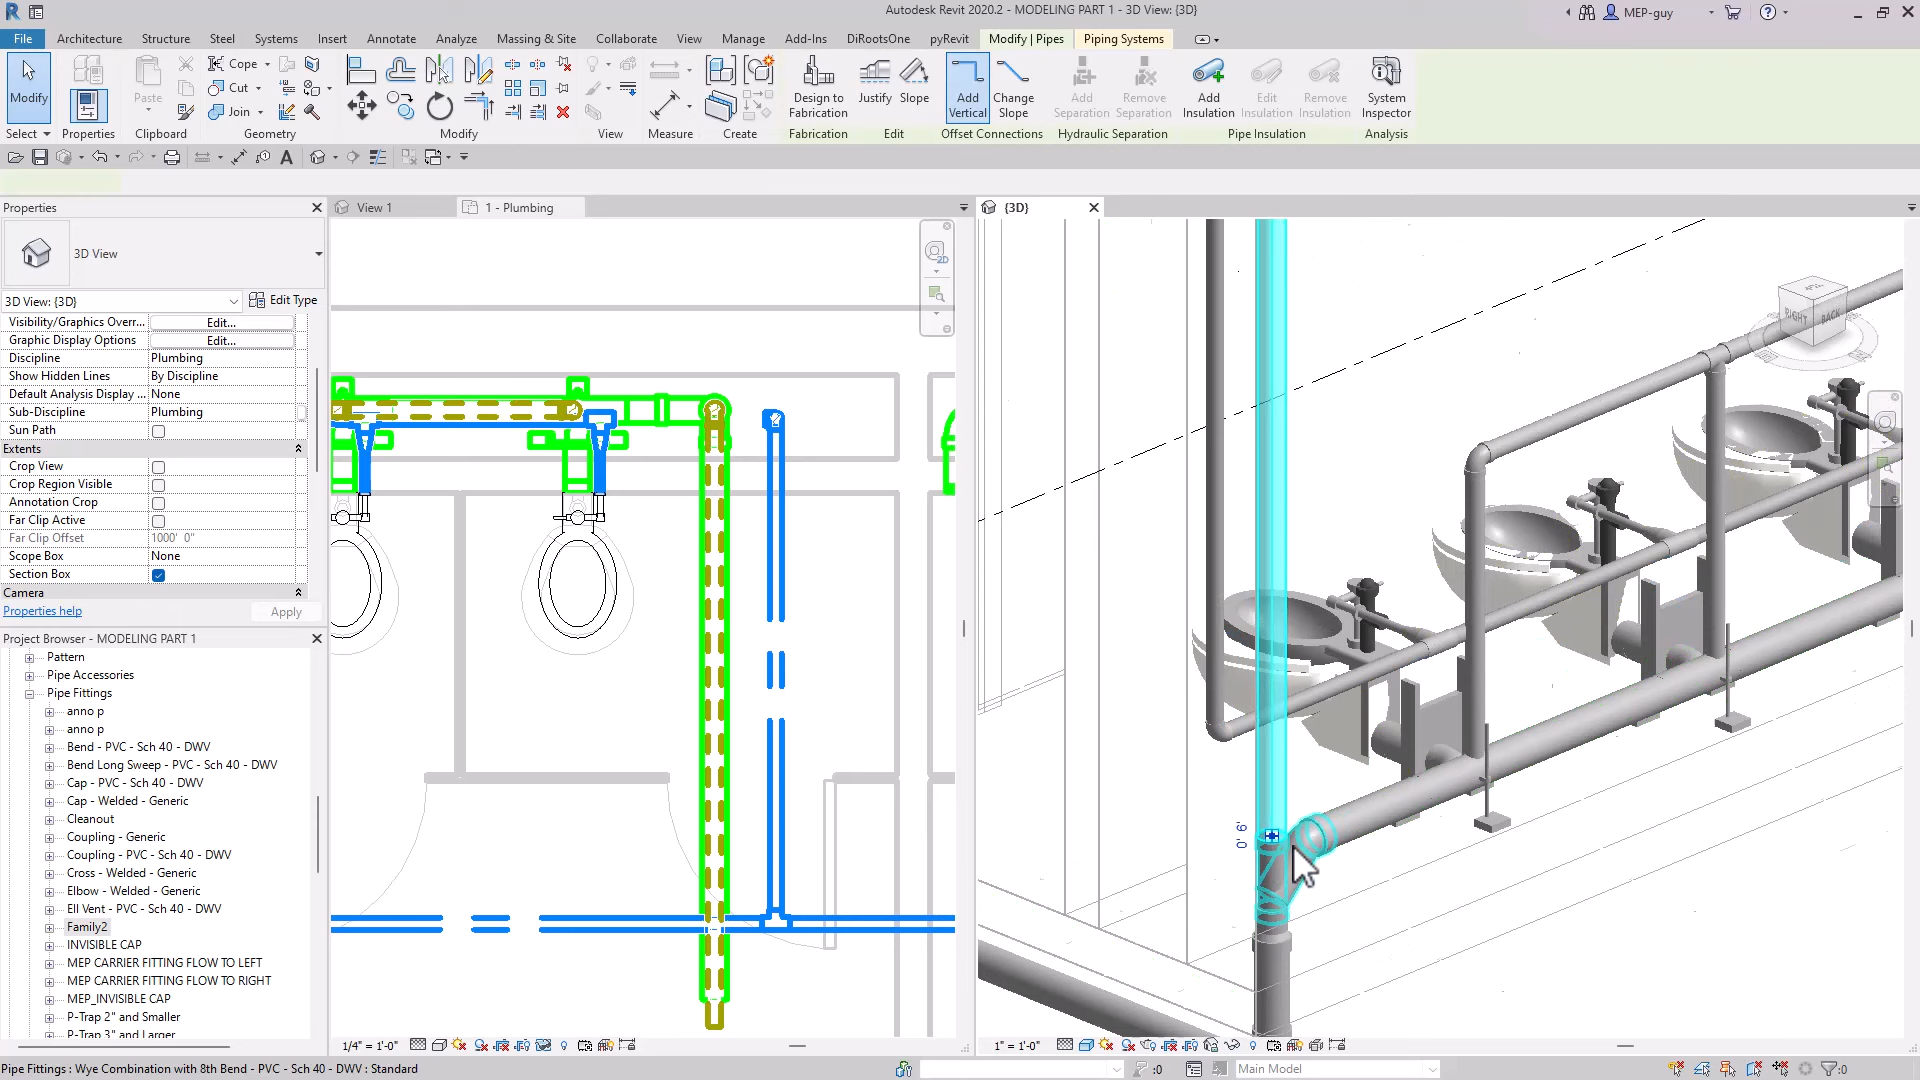 Autodesk Revit 2020.2 - MODELING PART 1 - 3D View: {3D}
MEP-guy
File Architecture Structure Steel Systems Insert Annotate Analyze Massing & Site Collaborate View Manage Add-Ins DiRootsOne pyRevit Modify | Pipes Piping Systems
Modify
Paste
Cope
Cut
Join
Design to Fabrication
Justify
Slope
Add Vertical
Change Slope
Add Separation
Remove Separation
Add Insulation
Edit Insulation
Remove Insulation
System Inspector
Select Properties Clipboard Geometry Modify View Measure Create Fabrication Edit Offset Connections Hydraulic Separation Pipe Insulation Analysis
Properties
3D View
3D View: {3D}
Edit Type
Visibility/Graphics Overr... Edit...
Graphic Display Options Edit...
Discipline Plumbing
Show Hidden Lines By Discipline
Default Analysis Display ... None
Sub-Discipline Plumbing
Sun Path
Extents
Crop View
Crop Region Visible
Annotation Crop
Far Clip Active
Far Clip Offset 1000' 0"
Scope Box None
Section Box
Camera
Properties help
Apply
Project Browser - MODELING PART 1
Pattern
Pipe Accessories
Pipe Fittings
anno p
anno p
Bend - PVC - Sch 40 - DWV
Bend Long Sweep - PVC - Sch 40 - DWV
Cap - PVC - Sch 40 - DWV
Cap - Welded - Generic
Cleanout
Coupling - Generic
Coupling - PVC - Sch 40 - DWV
Cross - Welded - Generic
Elbow - Welded - Generic
Ell Vent - PVC - Sch 40 - DWV
Family2
INVISIBLE CAP
MEP CARRIER FITTING FLOW TO LEFT
MEP CARRIER FITTING FLOW TO RIGHT
MEP_INVISIBLE CAP
P-Trap 2" and Smaller
P-Trap 3" and Larger
View 1
1 - Plumbing
2D
1/4" = 1'-0"
{3D}
RIGHT
BACK
1" = 1'-0"
Pipe Fittings : Wye Combination with 8th Bend - PVC - Sch 40 - DWV : Standard
:0
Main Model
:0